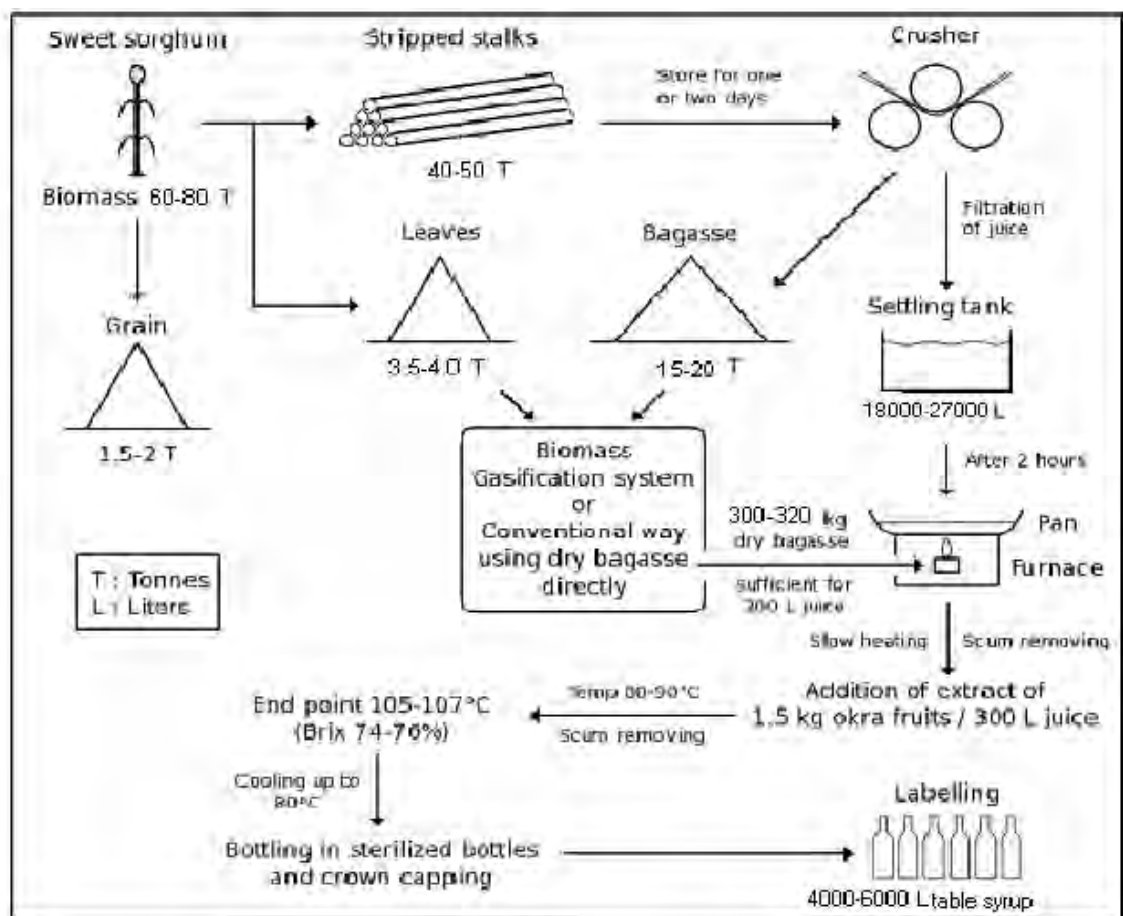 Sweet sorghum
Stripped stalks
Crusher
Store for one
or two days
40-50 T
Biomass 60-80 T
Leaves
Bagasse
Filtration
of juice
Grain
Settling tank
3.5-4.0 T
15-20 T
18000-27000 L
1.5-2 T
Biomass
Gasification system
or
Conventional way
using dry bagasse
directly
After 2 hours
300-320 kg
dry bagasse
Pan
Furnace
T : Tonnes
L : Liters
Sufficient for
L juice
Slow heating
Scum removing
Addition of extract of
1.5 kg okra fruits / 300 L juice
Temp -90°C
Scum removing
End point 105-107°C
(Brix 74-76%)
Cooling up to
80°C
Bottling in sterilized bottles
and crown capping
Labelling
4000-6000 L table syrup